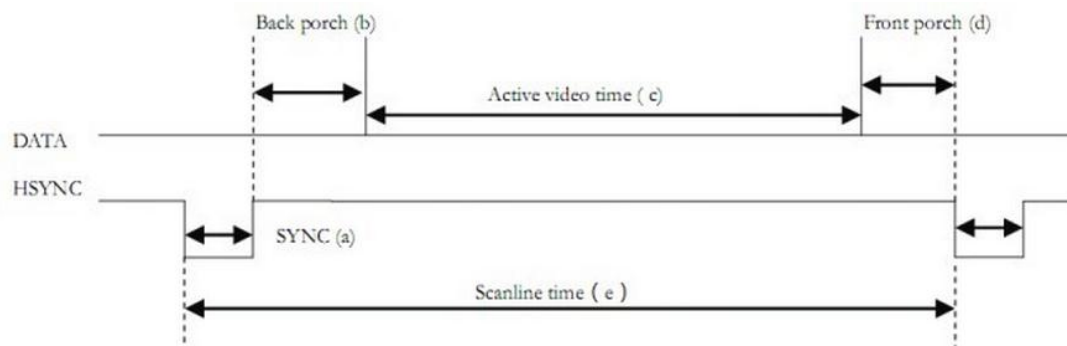 Back porch (b)
Front porch (d)
Active video time ( c)
DATA
HSYNC
SYNC (a)
Scanline time ( e )